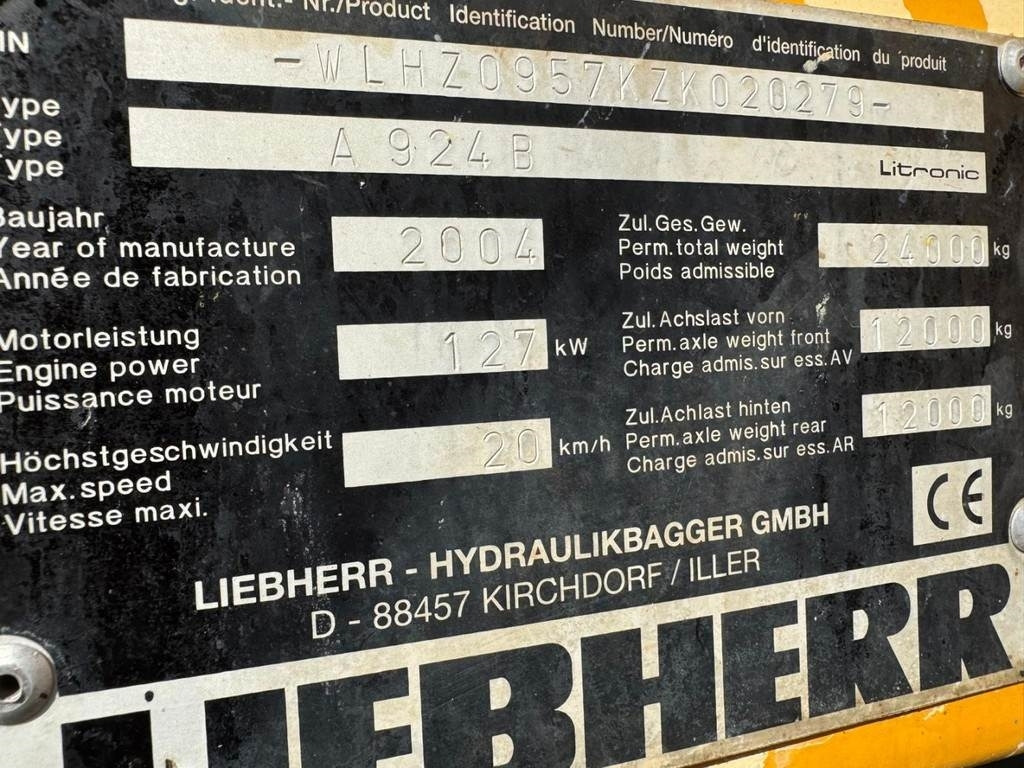 Nr./Product Identification Number/Numéro d'identification du produit
-WLHZ0957KZK020279-
A 924 B Litronic
Baujahr
Year of manufacture
Année de fabrication
2004
Zul. Ges. Gew.
Perm. total weight
Poids admissible
24000 kg
Motorleistung
Engine power
Puissance moteur
127 kW
Zul. Achslast vorn
Perm. axle weight front
Charge admis. sur ess. AV
12000 kg
Höchstgeschwindigkeit
Max. speed
Vitesse maxi.
20 km/h
Zul. Achlast hinten
Perm. axle weight rear
Charge admis. sur ess. AR
12000 kg
CE
LIEBHERR - HYDRAULIKBAGGER GMBH
D - 88457 KIRCHDORF / ILLER
LIEBHERR